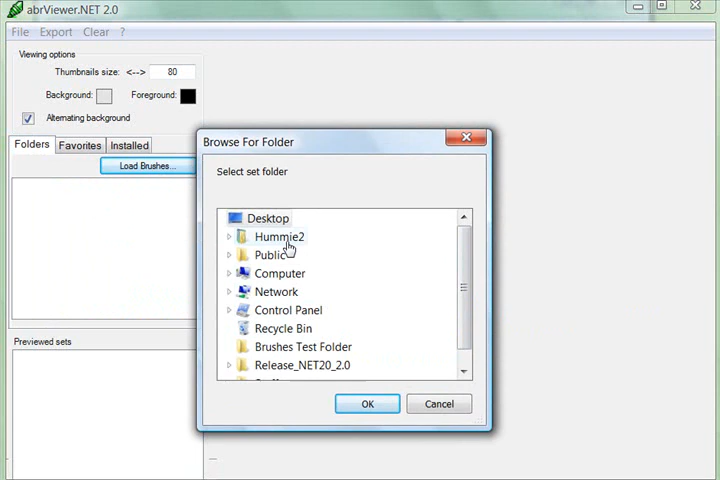 abrViewer.NET 2.0
File Export Clear ?
Viewing options
Thumbnails size: <--> 80
Background: Foreground:
Alternating background
Folders Favorites Installed
Load Brushes...
Previewed sets
Browse For Folder
Select set folder
Desktop
Hummie2
Public
Computer
Network
Control Panel
Recycle Bin
Brushes Test Folder
Release_NET20_2.0
OK Cancel